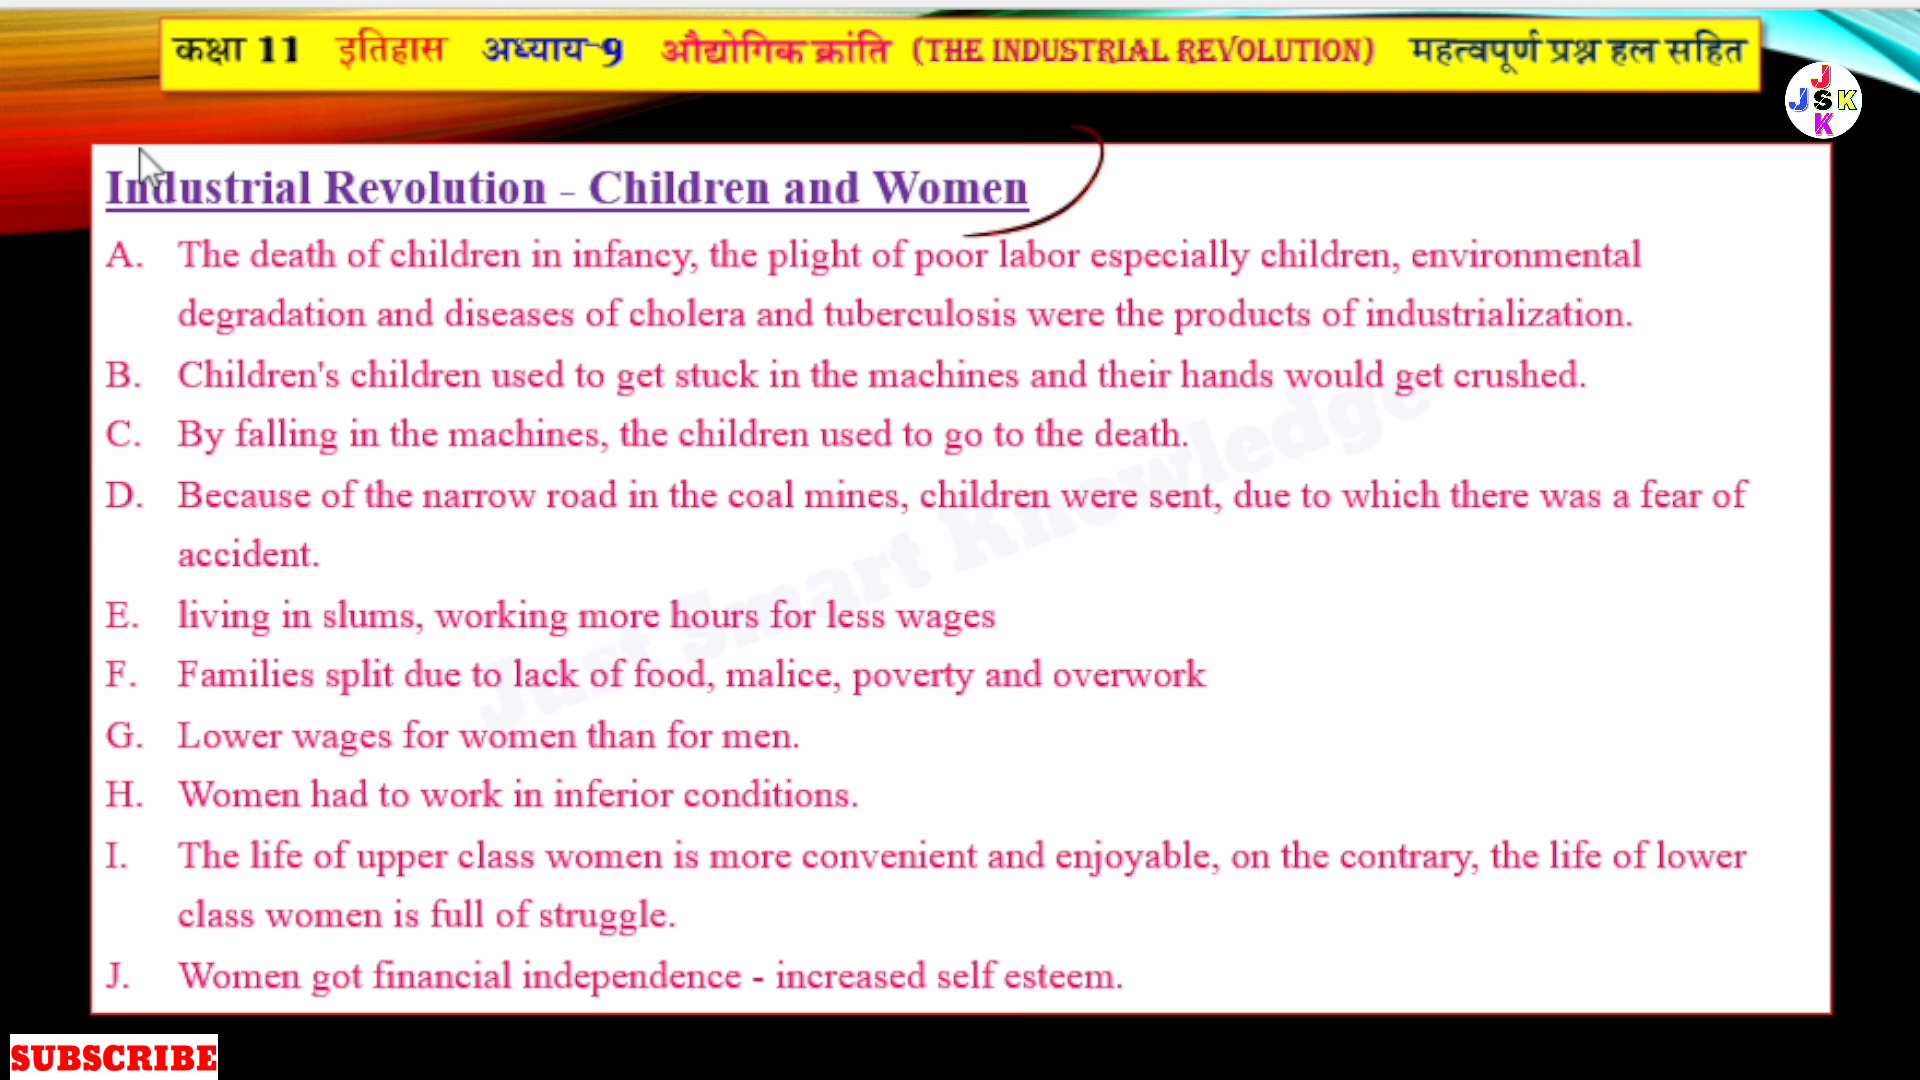 कक्षा 11 इतिहास अध्याय-9 औद्योगिक क्रांति (THE INDUSTRIAL REVOLUTION) महत्वपूर्ण प्रश्न हल सहित
J
J S K
K
Industrial Revolution - Children and Women
A. The death of children in infancy, the plight of poor labor especially children, environmental
degradation and diseases of cholera and tuberculosis were the products of industrialization.
B. Children's children used to get stuck in the machines and their hands would get crushed.
C. By falling in the machines, the children used to go to the death.
D. Because of the narrow road in the coal mines, children were sent, due to which there was a fear of
accident.
E. living in slums, working more hours for less wages
F. Families split due to lack of food, malice, poverty and overwork
G. Lower wages for women than for men.
H. Women had to work in inferior conditions.
I. The life of upper class women is more convenient and enjoyable, on the contrary, the life of lower
class women is full of struggle.
J. Women got financial independence - increased self esteem.
Just Smart Knowledge
SUBSCRIBE